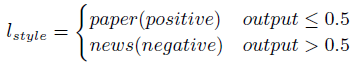 l_style = { paper(positive) output ≤ 0.5
news(negative) output > 0.5